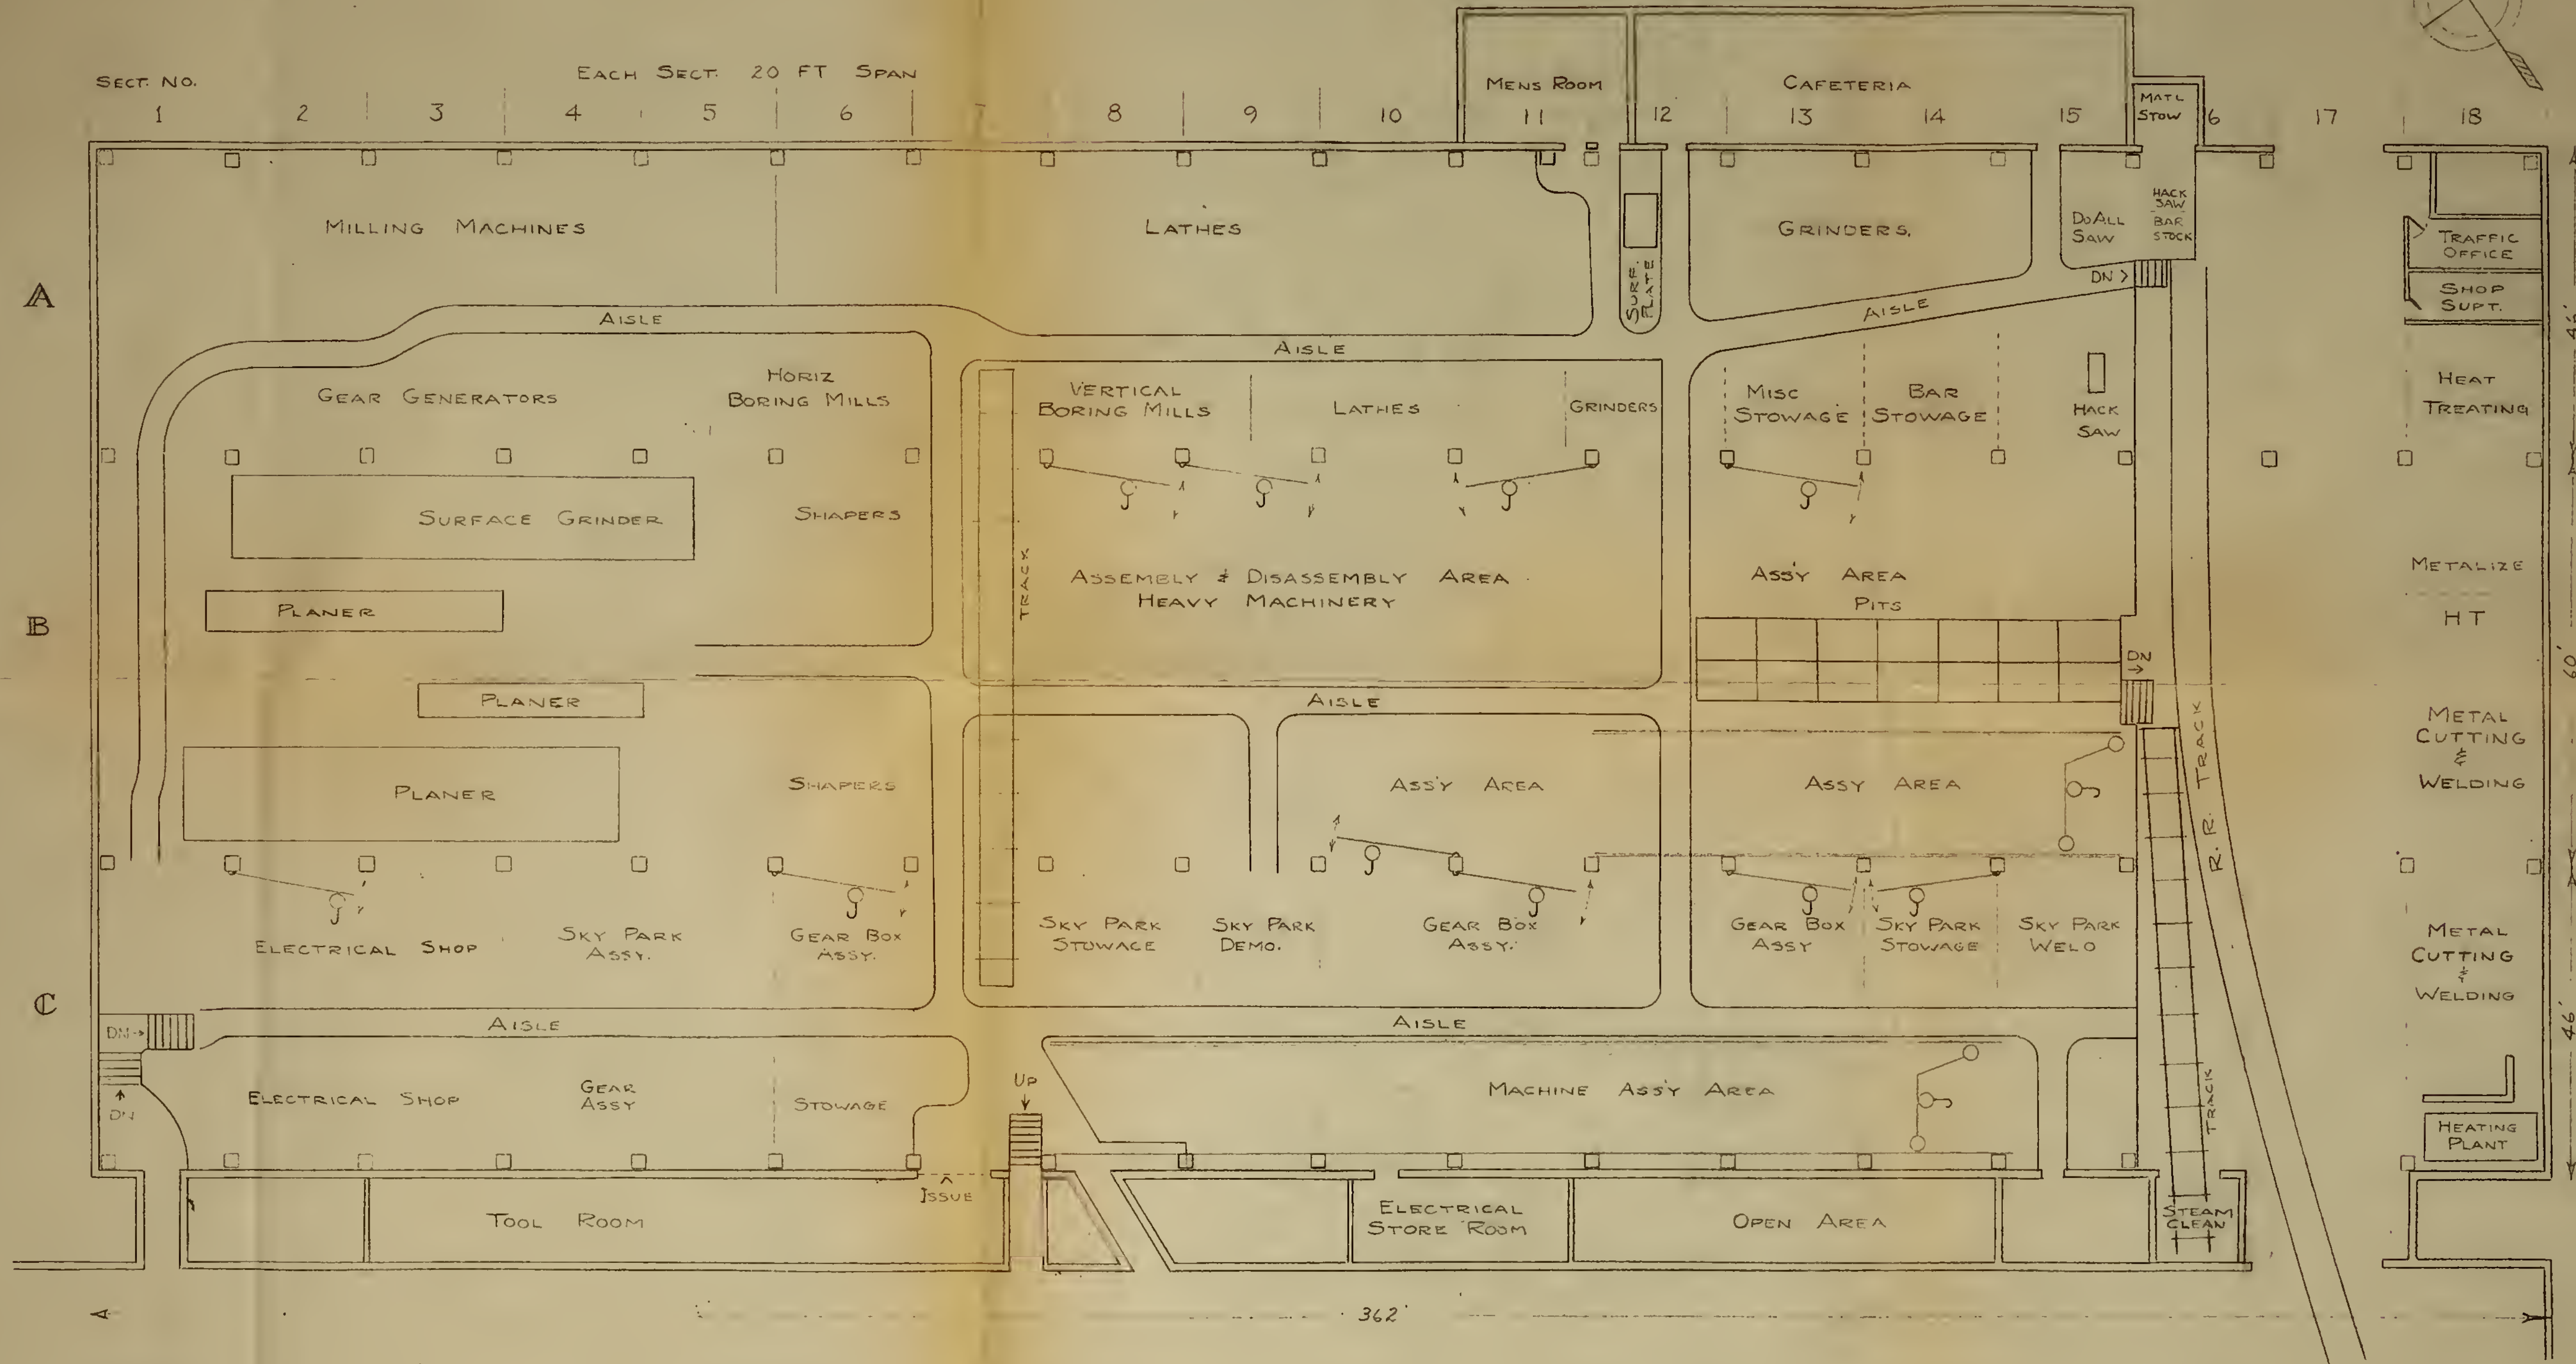 SECT. NO.
EACH SECT. 20 FT SPAN
1 2 3 4 5 6 7 8 9 10 11 12 13 14 15 6 17 18
MENS ROOM
CAFETERIA
MATL
STOW
MILLING MACHINES
LATHES
GRINDERS.
DOALL
SAW
HACK
SAW
BAR
STOCK
SURF.
PLATE
DN >
TRAFFIC
OFFICE
SHOP
SUPT.
A
AISLE
AISLE
AISLE
GEAR GENERATORS
HORIZ
BORING MILLS
VERTICAL
BORING MILLS
LATHES
GRINDERS
MISC
STOWAGE
BAR
STOWAGE
HACK
SAW
HEAT
TREATING
SURFACE GRINDER
SHAPERS
TRACK
ASSEMBLY & DISASSEMBLY AREA
HEAVY MACHINERY
ASS'Y AREA
PITS
METALIZE
HT
B
PLANER
PLANER
PLANER
SHAPERS
AISLE
DN
60'
ASS'Y AREA
ASSY AREA
R.R. TRACK
METAL
CUTTING
&
WELDING
ELECTRICAL SHOP
SKY PARK
ASSY.
GEAR BOX
ASSY.
SKY PARK
STOWAGE
SKY PARK
DEMO.
GEAR BOX
ASSY.
GEAR BOX
ASSY
SKY PARK
STOWAGE
SKY PARK
WELD
METAL
CUTTING
&
WELDING
C
DN
AISLE
AISLE
46'
DN
ELECTRICAL SHOP
GEAR
ASSY
STOWAGE
UP
MACHINE ASS'Y AREA
TRACK
HEATING
PLANT
ISSUE
TOOL ROOM
ELECTRICAL
STORE ROOM
OPEN AREA
STEAM
CLEAN
362'